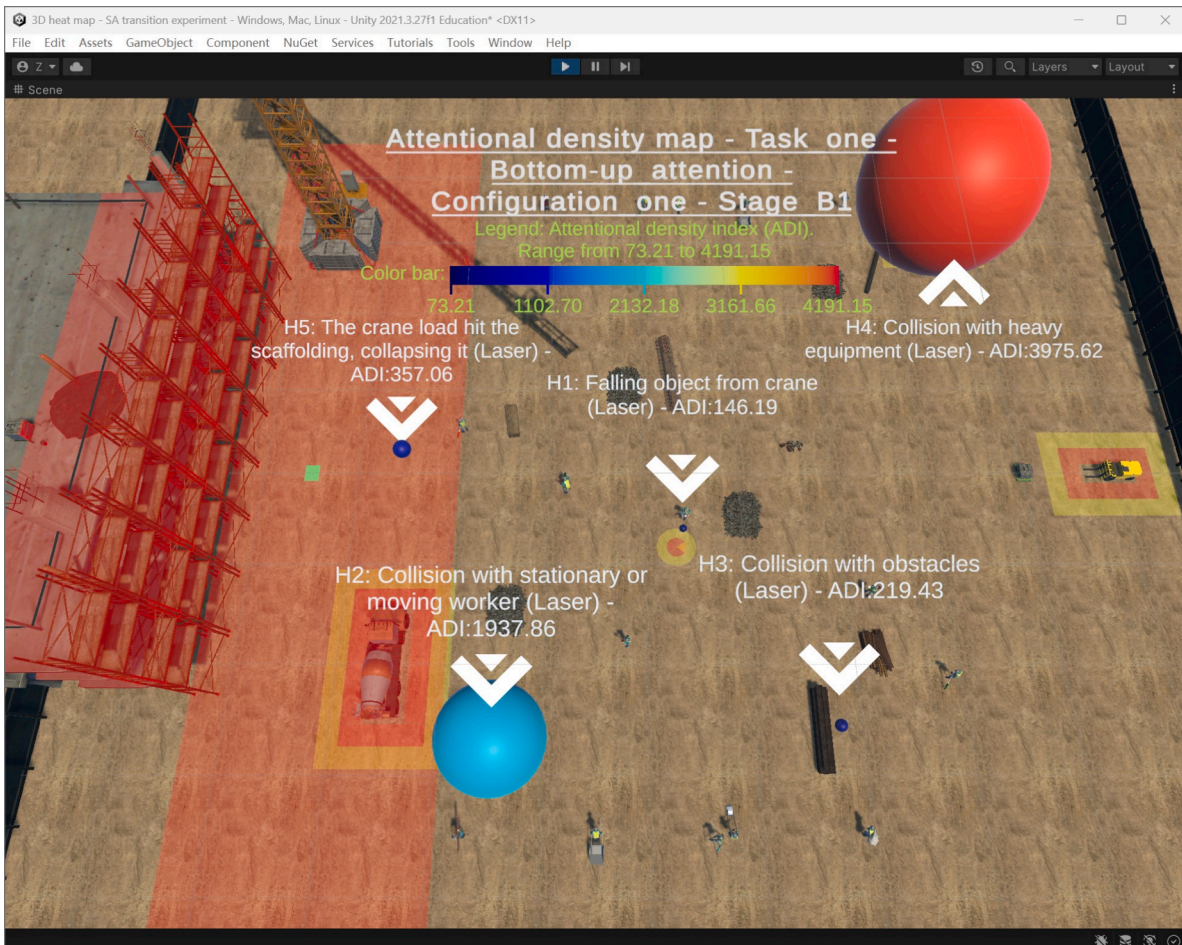 3D heat map - SA transition experiment - Windows, Mac, Linux - Unity 2021.3.27f1 Education* <DX11>
File Edit Assets GameObject Component NuGet Services Tutorials Tools Window Help
Z Layers Layout
Scene
Attentional density map - Task one -
Bottom-up attention -
Configuration one - Stage B1
Legend: Attentional density index (ADI).
Range from 73.21 to 4191.15
Color bar:
73.21 1102.70 2132.18 3161.66 4191.15
H5: The crane load hit the
scaffolding, collapsing it (Laser) -
ADI:357.06
H4: Collision with heavy
equipment (Laser) - ADI:3975.62
H1: Falling object from crane
(Laser) - ADI:146.19
H2: Collision with stationary or
moving worker (Laser) -
ADI:1937.86
H3: Collision with obstacles
(Laser) - ADI:219.43